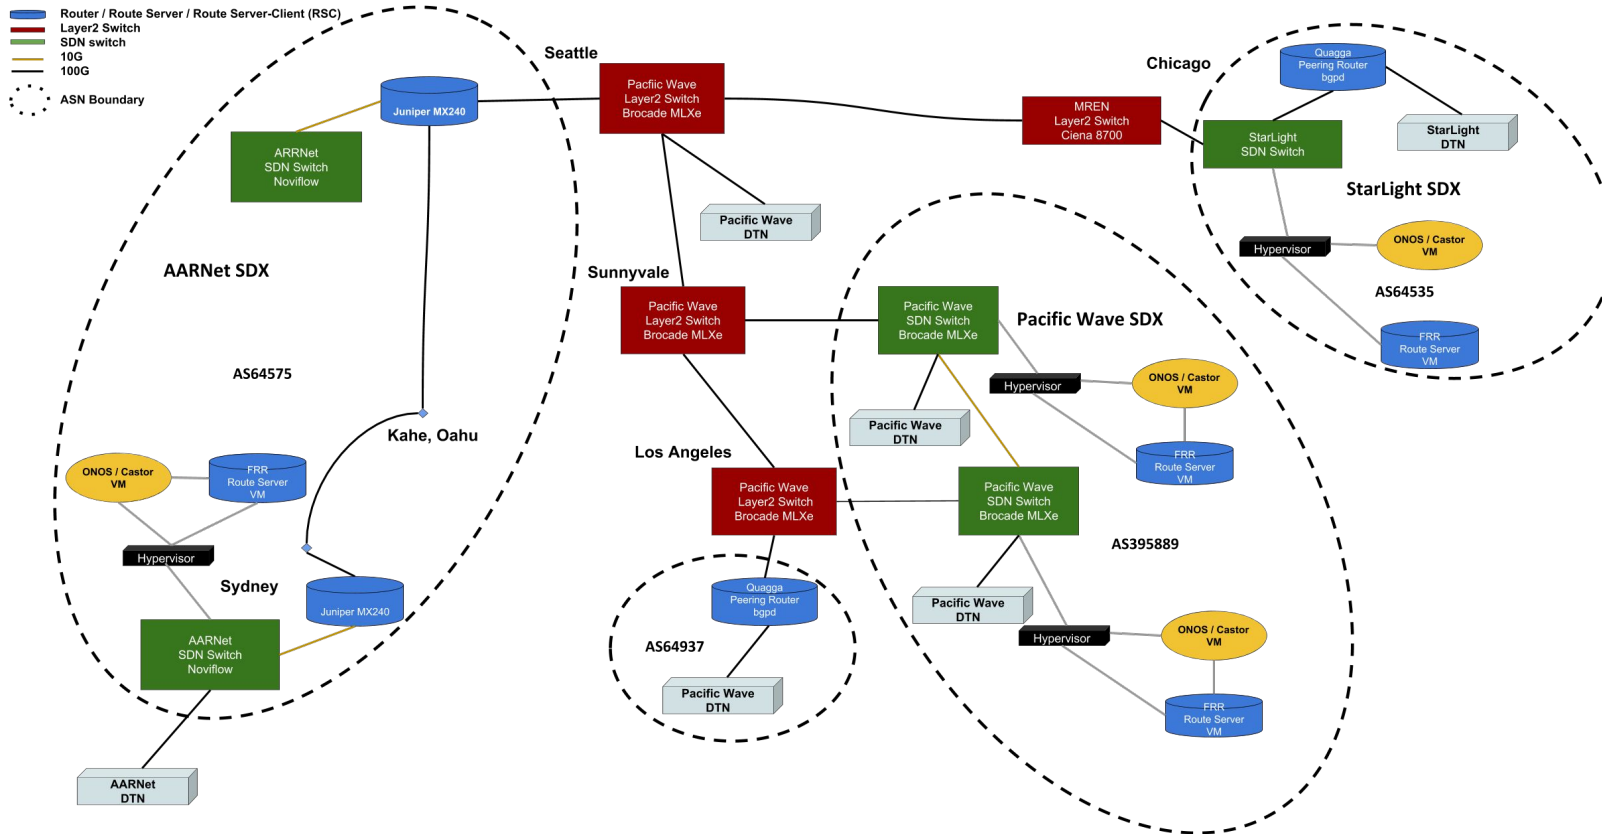 Router / Route Server / Route Server-Client (RSC)
Layer2 Switch
SDN switch
10G
100G
ASN Boundary
Seattle
Pacfiic Wave
Layer2 Switch
Brocade MLXe
Juniper MX240
ARRNet
SDN Switch
Noviflow
Pacific Wave
DTN
MREN
Layer2 Switch
Ciena 8700
Chicago
Quagga
Peering Router
bgpd
StarLight
DTN
StarLight
SDN Switch
StarLight SDX
Hypervisor
ONOS / Castor
VM
AS64535
FRR
Route Server
VM
AARNet SDX
AS64575
Kahe, Oahu
Sunnyvale
Pacific Wave
Layer2 Switch
Brocade MLXe
Pacific Wave
SDN Switch
Brocade MLXe
Pacific Wave SDX
Hypervisor
ONOS / Castor
VM
Pacific Wave
DTN
FRR
Route Server
VM
Los Angeles
Pacific Wave
Layer2 Switch
Brocade MLXe
Pacific Wave
SDN Switch
Brocade MLXe
AS395889
Pacific Wave
DTN
Hypervisor
ONOS / Castor
VM
FRR
Route Server
VM
ONOS / Castor
VM
FRR
Route Server
VM
Hypervisor
Sydney
Juniper MX240
AARNet
SDN Switch
Noviflow
AARNet
DTN
Quagga
Peering Router
bgpd
AS64937
Pacific Wave
DTN